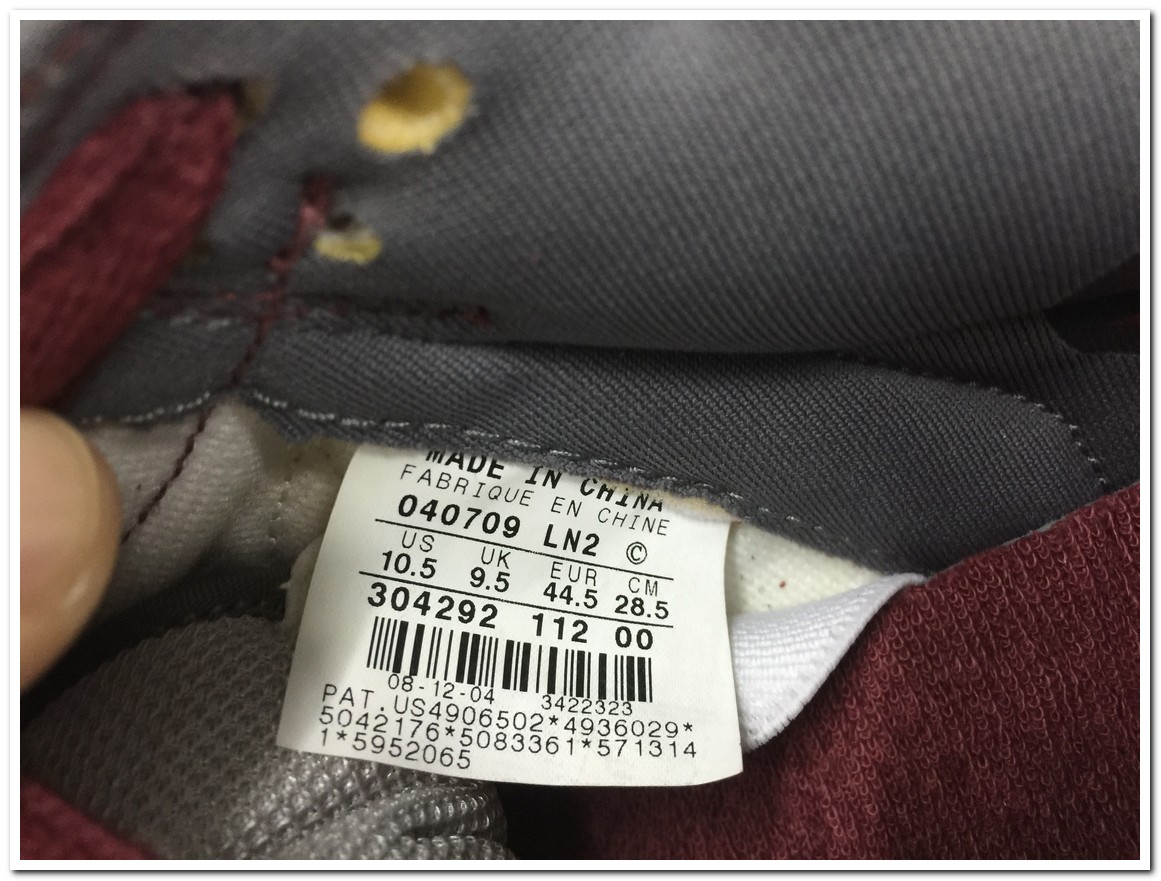 MADE IN CHINA
FABRIQUE EN CHINE
040709 LN2 ©
US UK EUR CM
10.5 9.5 44.5 28.5
304292 112 00
08-12-04 3422323
PAT.US4906502*4936029*
5042176*5083361*571314
1*5952065